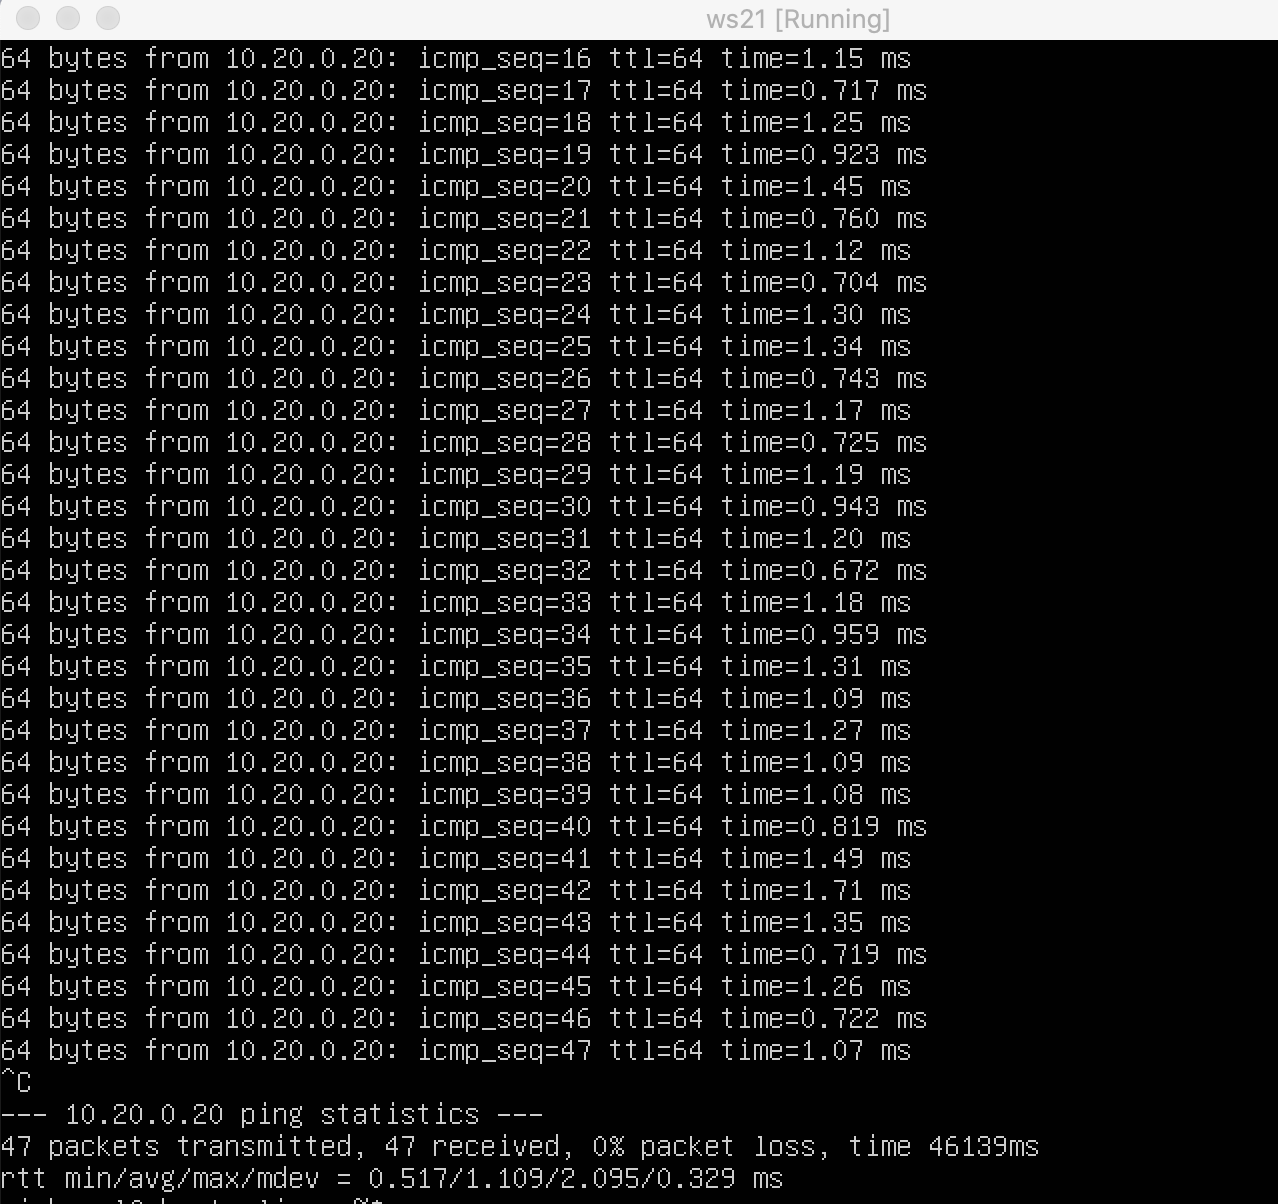 ws21 [Running]
64 bytes from 10.20.0.20: icmp_seq=16 ttl=64 time=1.15 ms
64 bytes from 10.20.0.20: icmp_seq=17 ttl=64 time=0.717 ms
64 bytes from 10.20.0.20: icmp_seq=18 ttl=64 time=1.25 ms
64 bytes from 10.20.0.20: icmp_seq=19 ttl=64 time=0.923 ms
64 bytes from 10.20.0.20: icmp_seq=20 ttl=64 time=1.45 ms
64 bytes from 10.20.0.20: icmp_seq=21 ttl=64 time=0.760 ms
64 bytes from 10.20.0.20: icmp_seq=22 ttl=64 time=1.12 ms
64 bytes from 10.20.0.20: icmp_seq=23 ttl=64 time=0.704 ms
64 bytes from 10.20.0.20: icmp_seq=24 ttl=64 time=1.30 ms
64 bytes from 10.20.0.20: icmp_seq=25 ttl=64 time=1.34 ms
64 bytes from 10.20.0.20: icmp_seq=26 ttl=64 time=0.743 ms
64 bytes from 10.20.0.20: icmp_seq=27 ttl=64 time=1.17 ms
64 bytes from 10.20.0.20: icmp_seq=28 ttl=64 time=0.725 ms
64 bytes from 10.20.0.20: icmp_seq=29 ttl=64 time=1.19 ms
64 bytes from 10.20.0.20: icmp_seq=30 ttl=64 time=0.943 ms
64 bytes from 10.20.0.20: icmp_seq=31 ttl=64 time=1.20 ms
64 bytes from 10.20.0.20: icmp_seq=32 ttl=64 time=0.672 ms
64 bytes from 10.20.0.20: icmp_seq=33 ttl=64 time=1.18 ms
64 bytes from 10.20.0.20: icmp_seq=34 ttl=64 time=0.959 ms
64 bytes from 10.20.0.20: icmp_seq=35 ttl=64 time=1.31 ms
64 bytes from 10.20.0.20: icmp_seq=36 ttl=64 time=1.09 ms
64 bytes from 10.20.0.20: icmp_seq=37 ttl=64 time=1.27 ms
64 bytes from 10.20.0.20: icmp_seq=38 ttl=64 time=1.09 ms
64 bytes from 10.20.0.20: icmp_seq=39 ttl=64 time=1.08 ms
64 bytes from 10.20.0.20: icmp_seq=40 ttl=64 time=0.819 ms
64 bytes from 10.20.0.20: icmp_seq=41 ttl=64 time=1.49 ms
64 bytes from 10.20.0.20: icmp_seq=42 ttl=64 time=1.71 ms
64 bytes from 10.20.0.20: icmp_seq=43 ttl=64 time=1.35 ms
64 bytes from 10.20.0.20: icmp_seq=44 ttl=64 time=0.719 ms
64 bytes from 10.20.0.20: icmp_seq=45 ttl=64 time=1.26 ms
64 bytes from 10.20.0.20: icmp_seq=46 ttl=64 time=0.722 ms
64 bytes from 10.20.0.20: icmp_seq=47 ttl=64 time=1.07 ms
^C
--- 10.20.0.20 ping statistics ---
47 packets transmitted, 47 received, 0% packet loss, time 46139ms
rtt min/avg/max/mdev = 0.517/1.109/2.095/0.329 ms